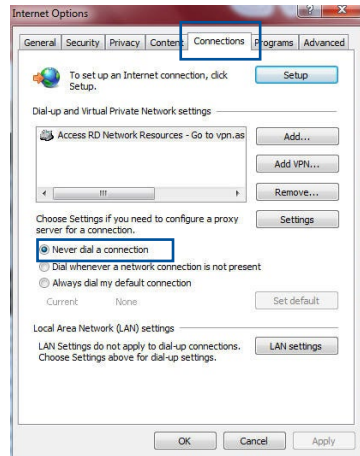 Internet Options
General Security Privacy Content Connections Programs Advanced
To set up an Internet connection, click
Setup.
Setup
Dial-up and Virtual Private Network settings
Access RD Network Resources - Go to vpn.as
Add...
Add VPN...
Remove...
Choose Settings if you need to configure a proxy
server for a connection.
Settings
Never dial a connection
Dial whenever a network connection is not present
Always dial my default connection
Current None
Set default
Local Area Network (LAN) settings
LAN Settings do not apply to dial-up connections.
Choose Settings above for dial-up settings.
LAN settings
OK Cancel Apply